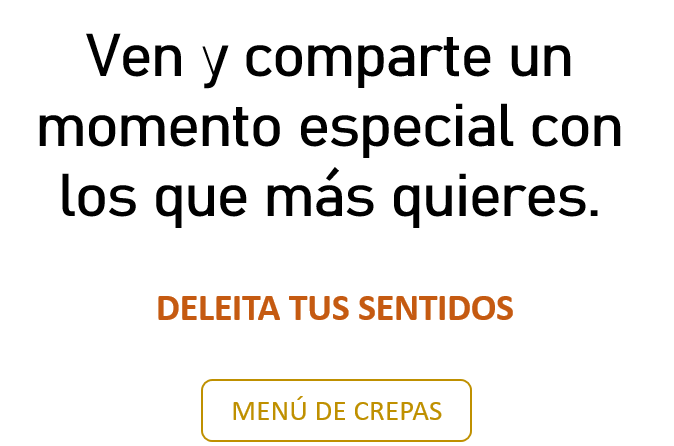 Ven y comparte un
momento especial con
los que más quieres.
DELEITA TUS SENTIDOS
MENÚ DE CREPAS